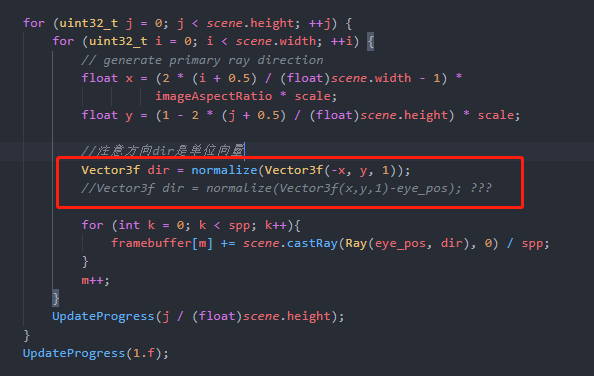 for (uint32_t j = 0; j < scene.height; ++j) {
for (uint32_t i = 0; i < scene.width; ++i) {
// generate primary ray direction
float x = (2 * (i + 0.5) / (float)scene.width - 1) *
imageAspectRatio * scale;
float y = (1 - 2 * (j + 0.5) / (float)scene.height) * scale;
//注意方向dir是单位向量
Vector3f dir = normalize(Vector3f(-x, y, 1));
//Vector3f dir = normalize(Vector3f(x,y,1)-eye_pos); ???
for (int k = 0; k < spp; k++){
framebuffer[m] += scene.castRay(Ray(eye_pos, dir), 0) / spp;
}
m++;
}
UpdateProgress(j / (float)scene.height);
}
UpdateProgress(1.f);